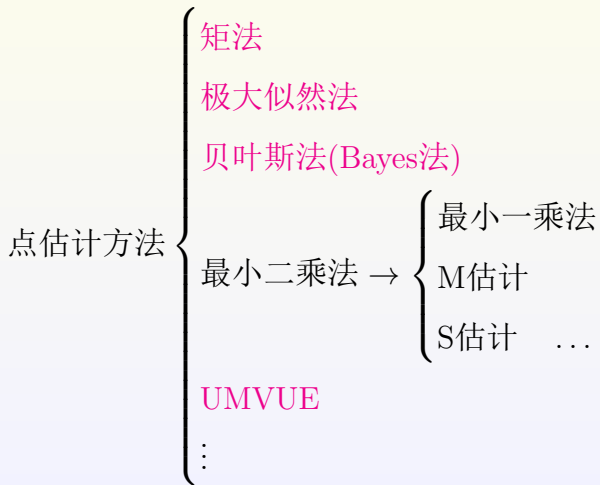 矩法
极大似然法
贝叶斯法(Bayes法)
点估计方法
最小二乘法 →
最小一乘法
M估计
S估计 ...
UMVUE
⋮